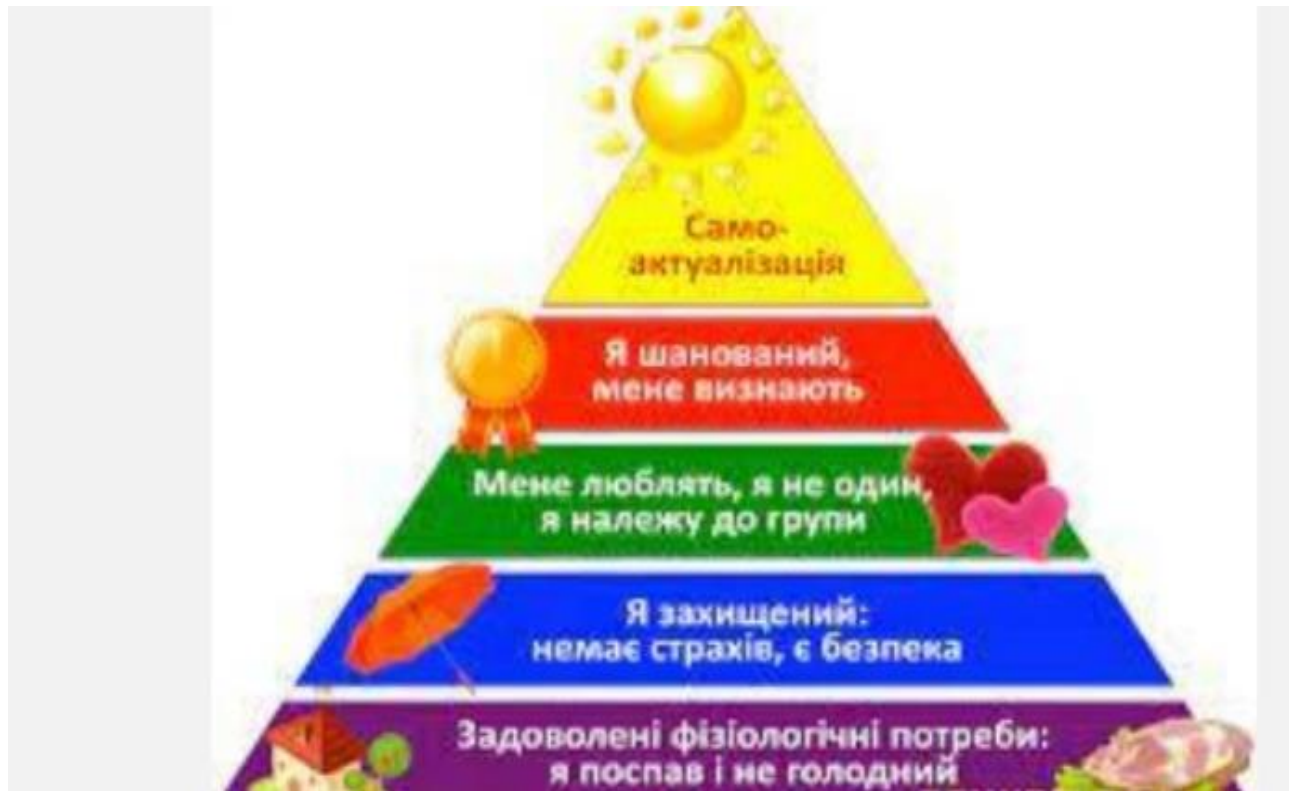 Само-
актуалізація
Я шанований,
мене визнають
Мене люблять, я не один,
я належу до групи
Я захищений:
немає страхів, є безпека
Задоволені фізіологічні потреби:
я поспав і не голодний